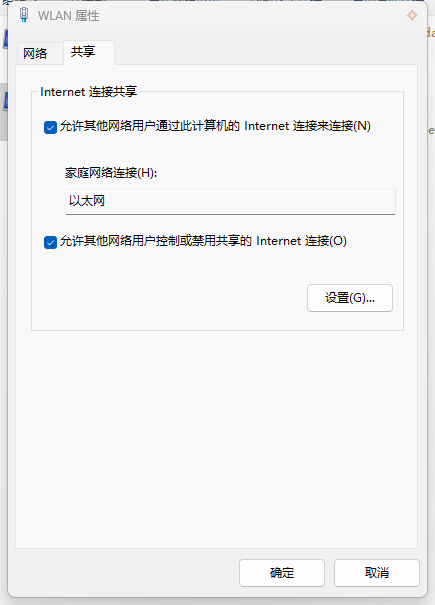 WLAN 属性
网络
共享
Internet 连接共享
允许其他网络用户通过此计算机的 Internet 连接来连接(N)
家庭网络连接(H):
以太网
允许其他网络用户控制或禁用共享的 Internet 连接(O)
设置(G)...
确定
取消